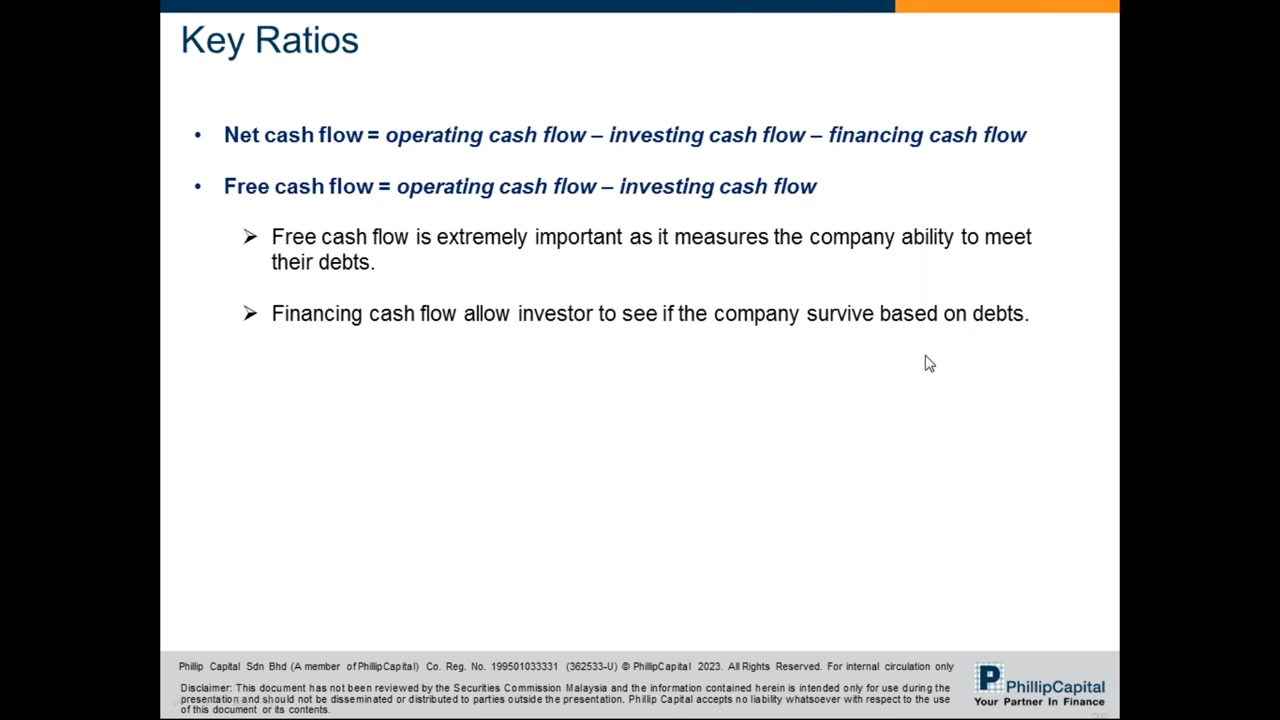 Key Ratios
• Net cash flow = operating cash flow – investing cash flow – financing cash flow
• Free cash flow = operating cash flow – investing cash flow
➢ Free cash flow is extremely important as it measures the company ability to meet
their debts.
➢ Financing cash flow allow investor to see if the company survive based on debts.
Phillip Capital Sdn Bhd (A member of PhillipCapital) Co. Reg. No. 199501033331 (362533-U) © PhillipCapital 2023. All Rights Reserved. For internal circulation only
Disclaimer: This document has not been reviewed by the Securities Commission Malaysia and the information contained herein is intended only for use during the
presentation and should not be disseminated or distributed to parties outside the presentation. Phillip Capital accepts no liability whatsoever with respect to the use
of this document or its contents.
PhillipCapital
Your Partner In Finance